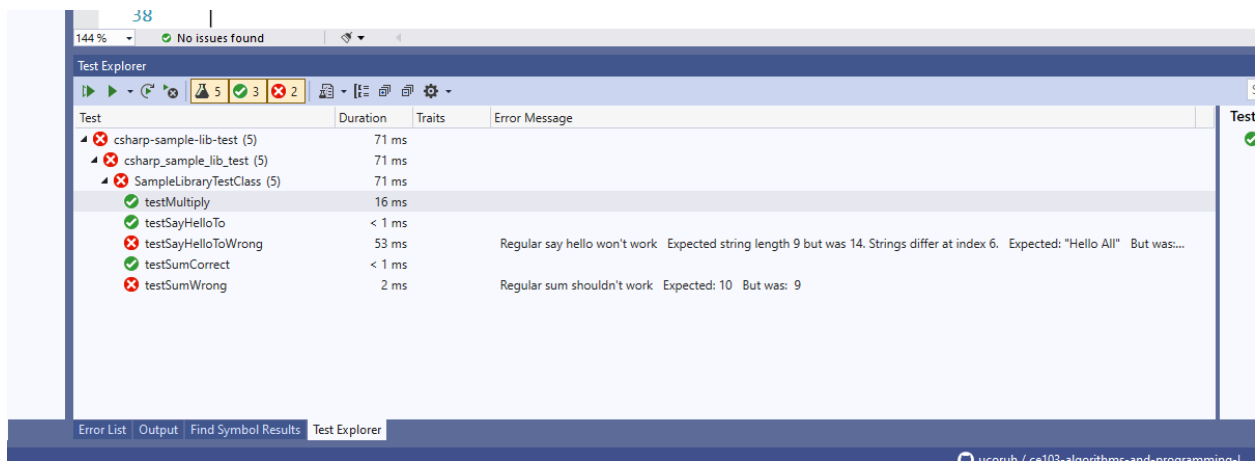 38
144 % No issues found
Test Explorer
5 3 2
Test Duration Traits Error Message
csharp-sample-lib-test (5) 71 ms
csharp_sample_lib_test (5) 71 ms
SampleLibraryTestClass (5) 71 ms
testMultiply 16 ms
testSayHelloTo < 1 ms
testSayHelloToWrong 53 ms Regular say hello won't work Expected string length 9 but was 14. Strings differ at index 6. Expected: "Hello All" But was:...
testSumCorrect < 1 ms
testSumWrong 2 ms Regular sum shouldn't work Expected: 10 But was: 9
Test
Error List Output Find Symbol Results Test Explorer
ucoruh / ce103-algorithms-and-programming-I